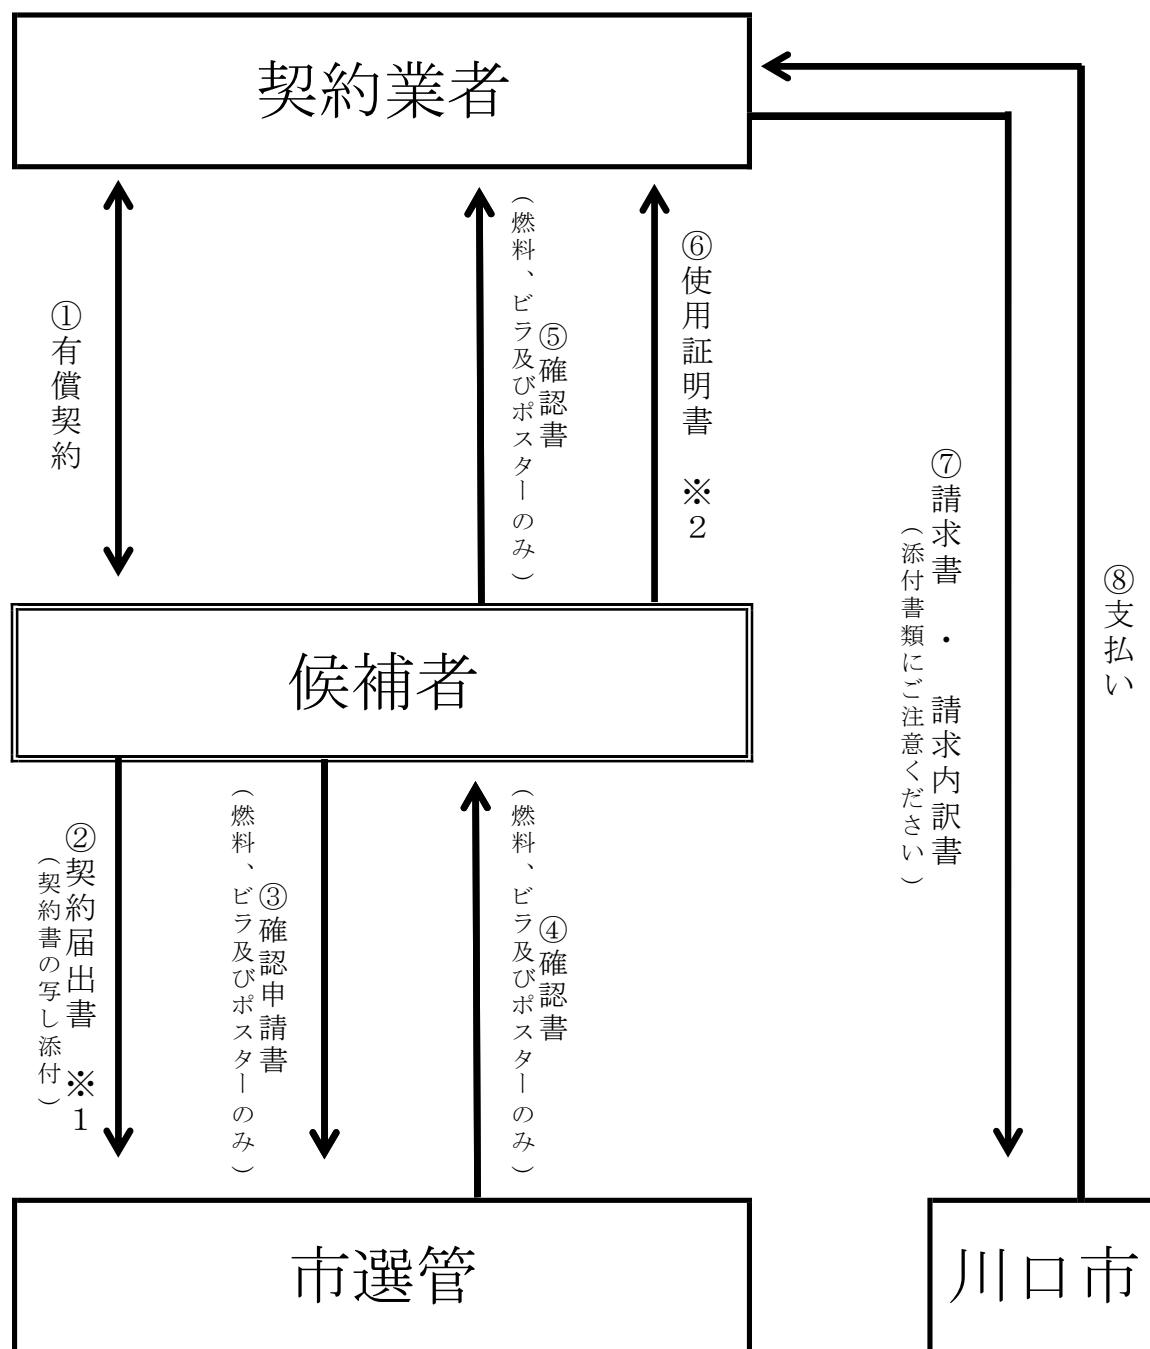 契約業者
①有償契約
⑤確認書
（燃料、ビラ及びポスターのみ）
⑥使用証明書　※２
⑦請求書　・　請求内訳書
（添付書類にご注意ください）
⑧支払い
候補者
②契約届出書　※１
（契約書の写し添付）
③確認申請書
（燃料、ビラ及びポスターのみ）
④確認書
（燃料、ビラ及びポスターのみ）
市選管
川口市